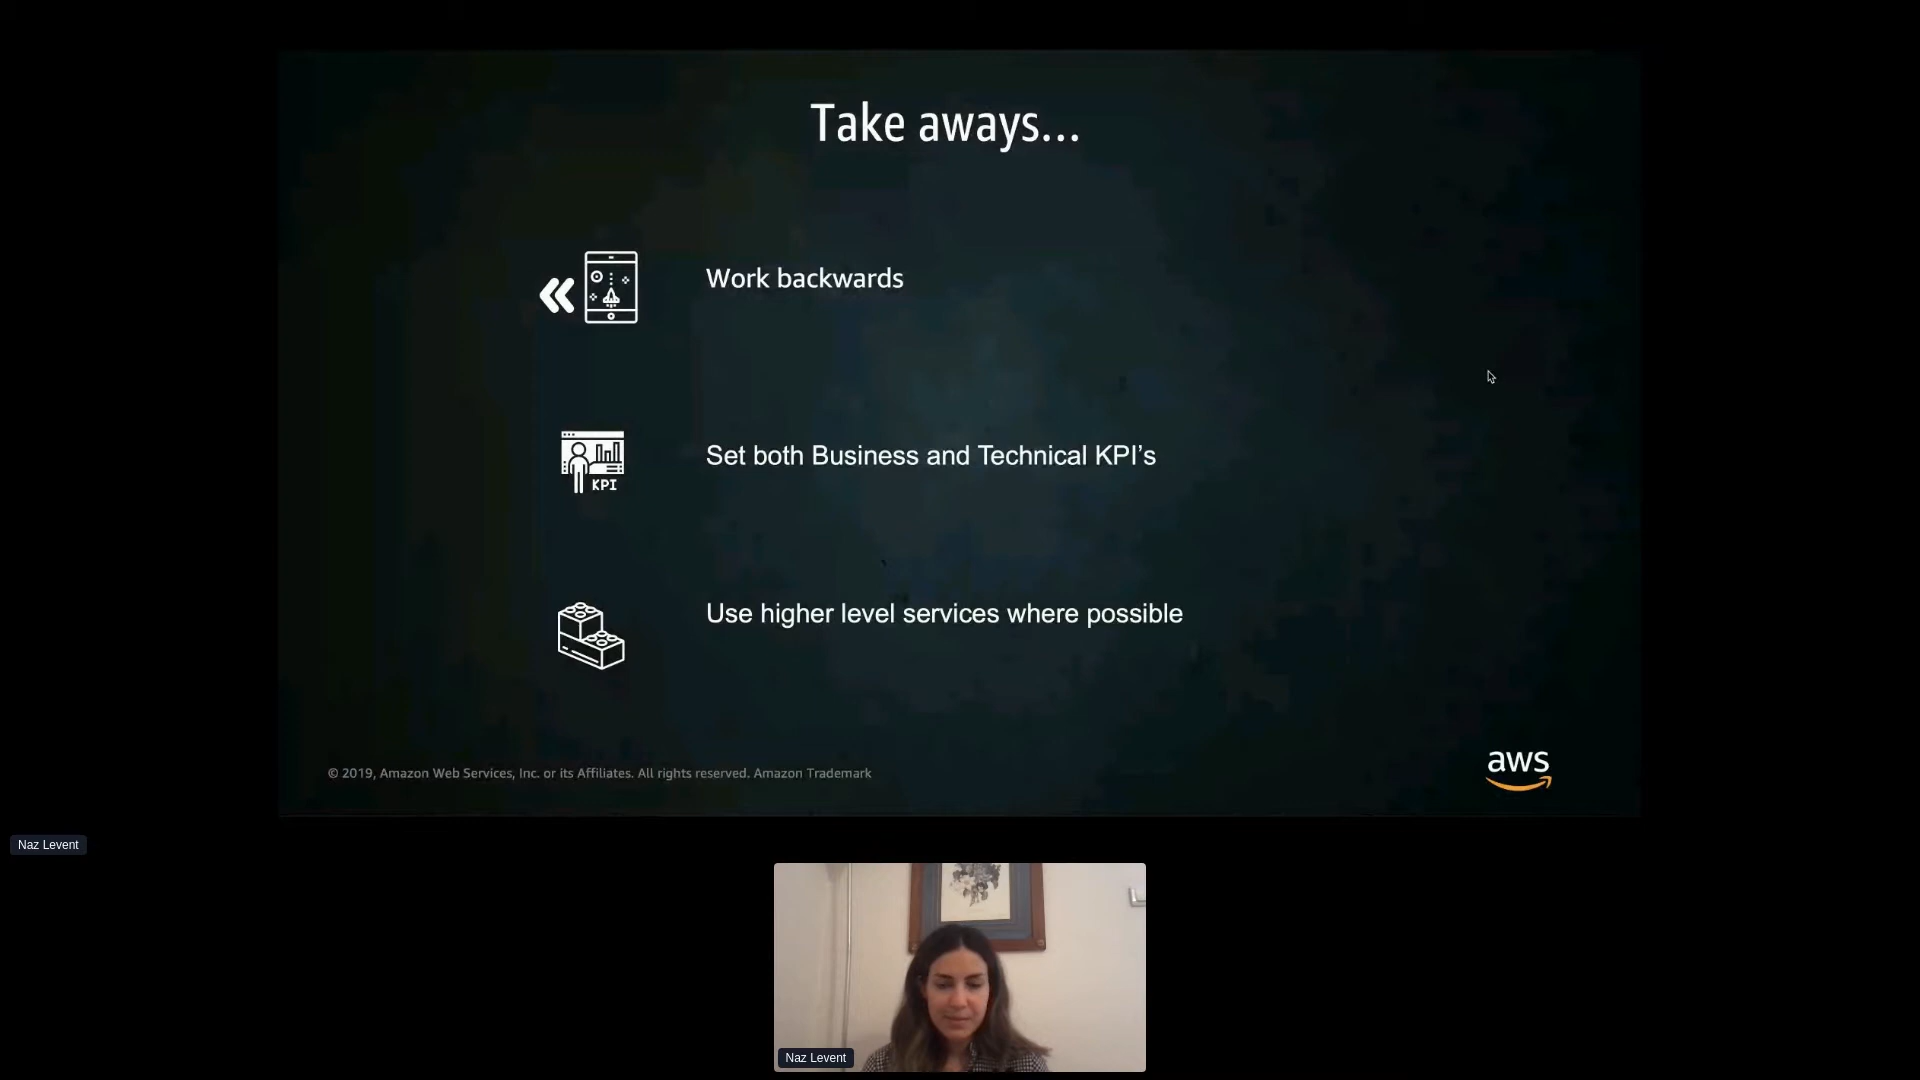 Take aways...
Work backwards
KPI
Set both Business and Technical KPI’s
Use higher level services where possible
© 2019, Amazon Web Services, Inc. or its Affiliates. All rights reserved. Amazon Trademark
aws
Naz Levent
Naz Levent